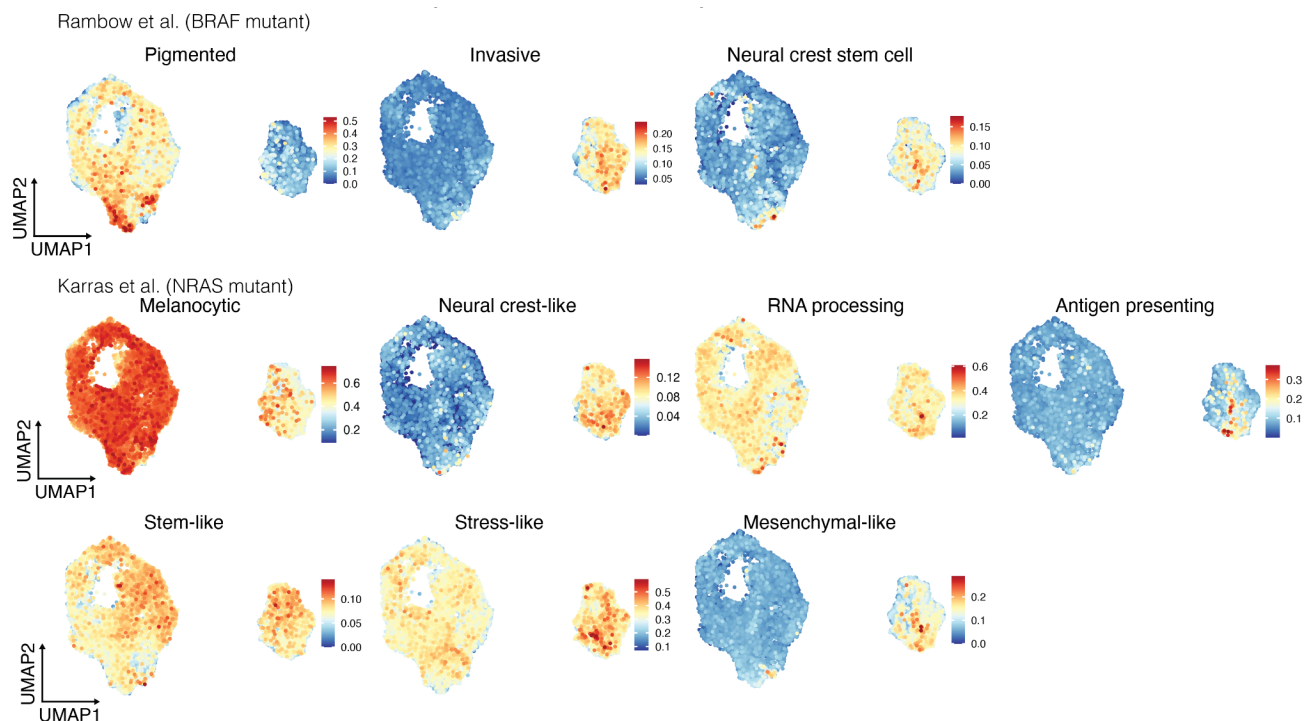 Rambow et al. (BRAF mutant)
Pigmented
Invasive
Neural crest stem cell
0.5
0.4
0.3
0.2
0.1
0.0
0.20
0.15
0.10
0.05
0.15
0.10
0.05
0.00
UMAP2
UMAP1
Karras et al. (NRAS mutant)
Melanocytic
Neural crest-like
RNA processing
Antigen presenting
0.6
0.4
0.2
0.12
0.08
0.04
0.6
0.4
0.2
0.3
0.2
0.1
UMAP2
UMAP1
Stem-like
Stress-like
Mesenchymal-like
0.10
0.05
0.00
0.5
0.4
0.3
0.2
0.1
0.2
0.1
0.0
UMAP2
UMAP1